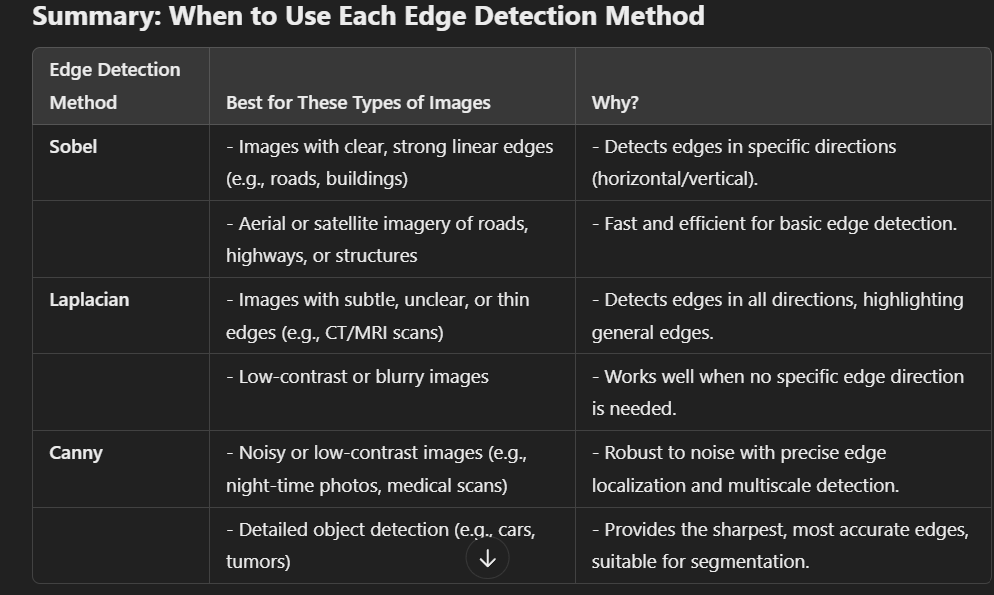 Summary: When to Use Each Edge Detection Method
Edge Detection
Method
Best for These Types of Images
Why?
Sobel
- Images with clear, strong linear edges
(e.g., roads, buildings)
- Detects edges in specific directions
(horizontal/vertical).
- Aerial or satellite imagery of roads,
highways, or structures
- Fast and efficient for basic edge detection.
Laplacian
- Images with subtle, unclear, or thin
edges (e.g., CT/MRI scans)
- Detects edges in all directions, highlighting
general edges.
- Low-contrast or blurry images
- Works well when no specific edge direction
is needed.
Canny
- Noisy or low-contrast images (e.g.,
night-time photos, medical scans)
- Robust to noise with precise edge
localization and multiscale detection.
- Detailed object detection (e.g., cars,
tumors)
- Provides the sharpest, most accurate edges,
suitable for segmentation.